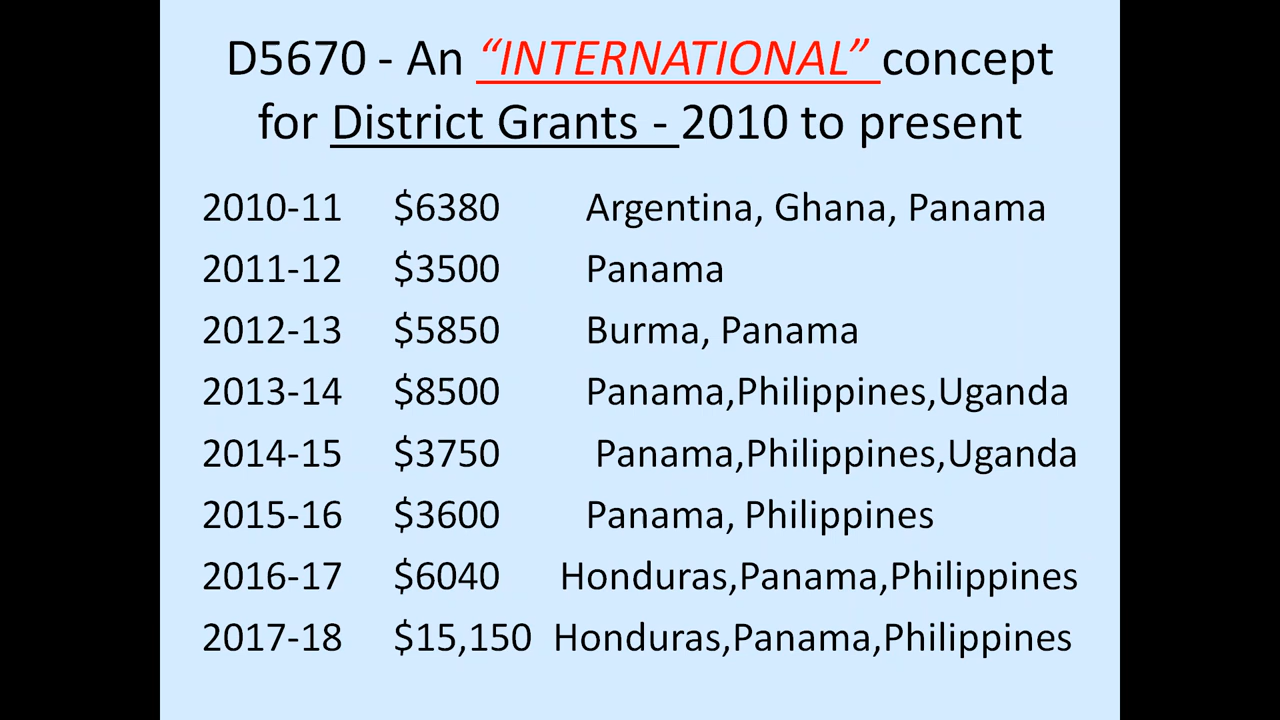 D5670 - An “INTERNATIONAL” concept
for District Grants - 2010 to present
2010-11 $6380 Argentina, Ghana, Panama
2011-12 $3500 Panama
2012-13 $5850 Burma, Panama
2013-14 $8500 Panama,Philippines,Uganda
2014-15 $3750 Panama,Philippines,Uganda
2015-16 $3600 Panama, Philippines
2016-17 $6040 Honduras,Panama,Philippines
2017-18 $15,150 Honduras,Panama,Philippines